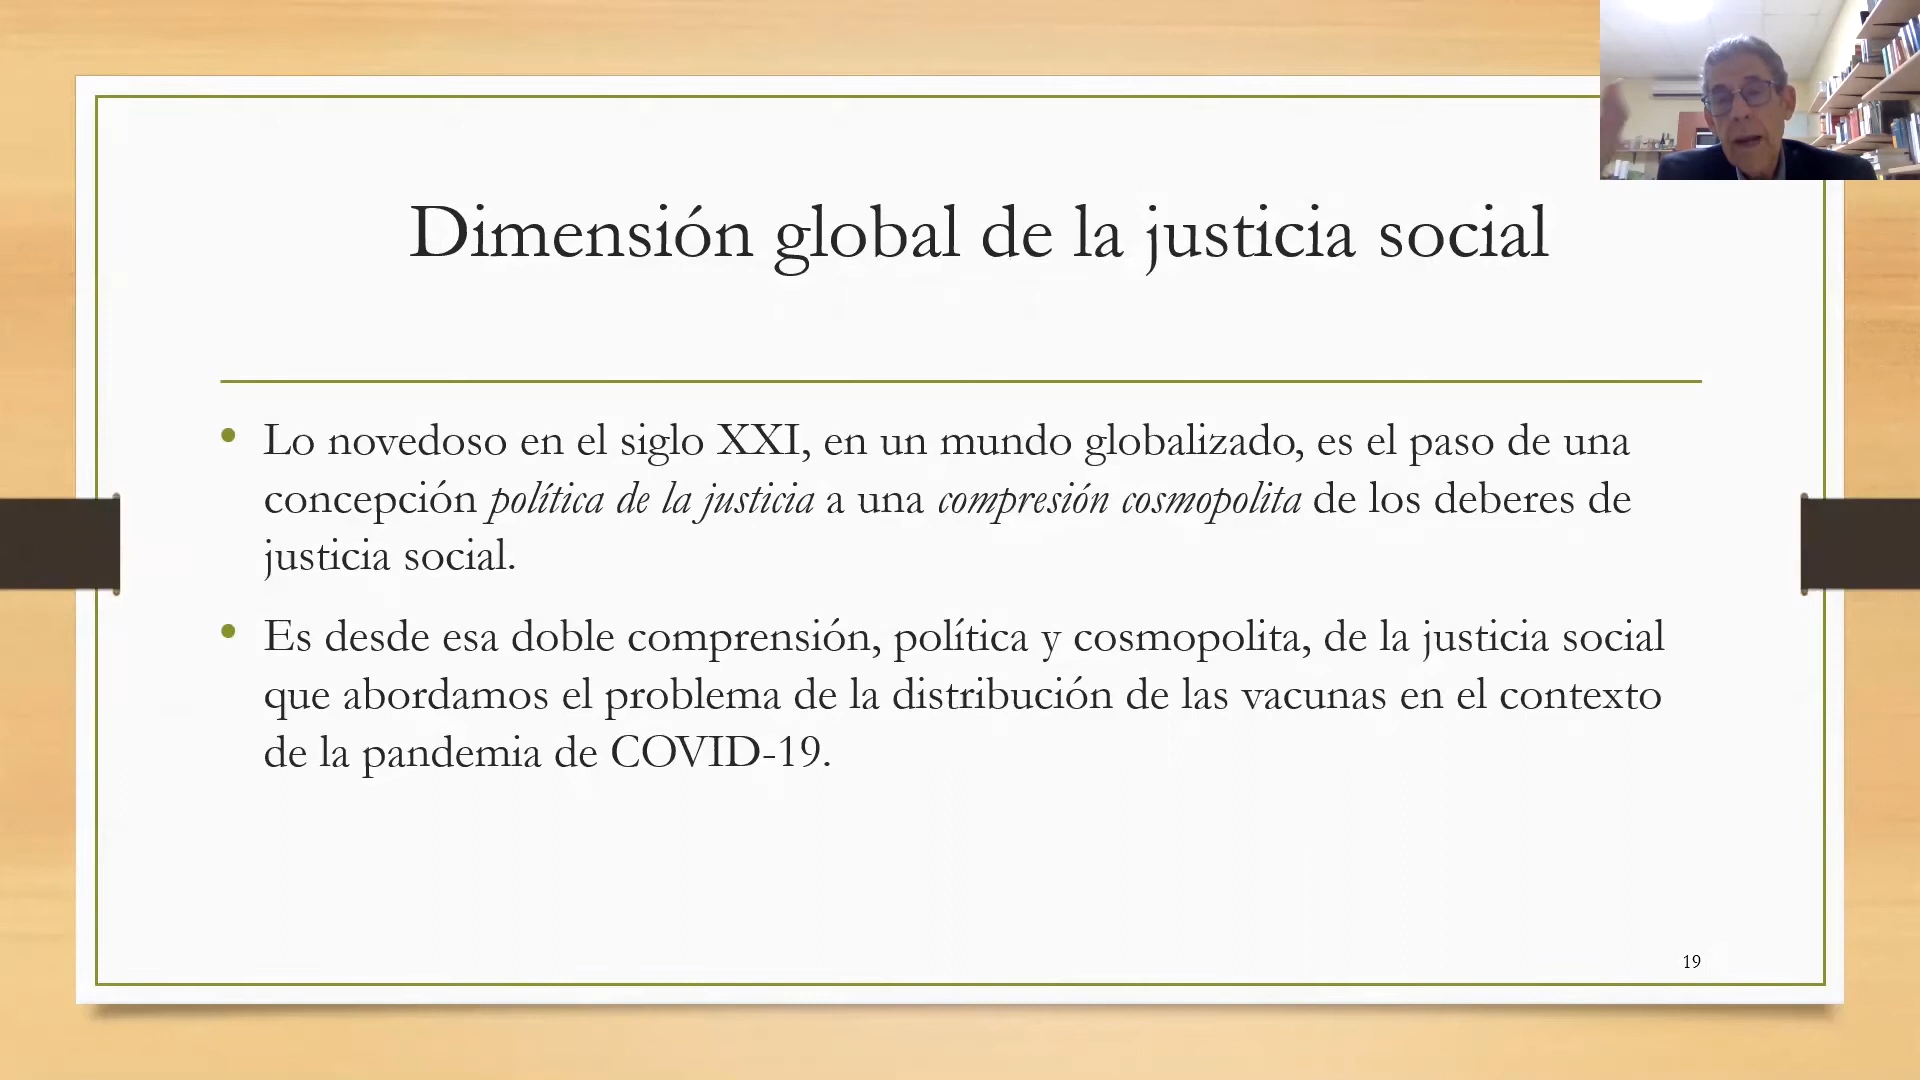 Dimensión global de la justicia social
Lo novedoso en el siglo XXI, en un mundo globalizado, es el paso de una
concepción política de la justicia a una compresión cosmopolita de los deberes de
justicia social.
Es desde esa doble comprensión, política y cosmopolita, de la justicia social
que abordamos el problema de la distribución de las vacunas en el contexto
de la pandemia de COVID-19.
19